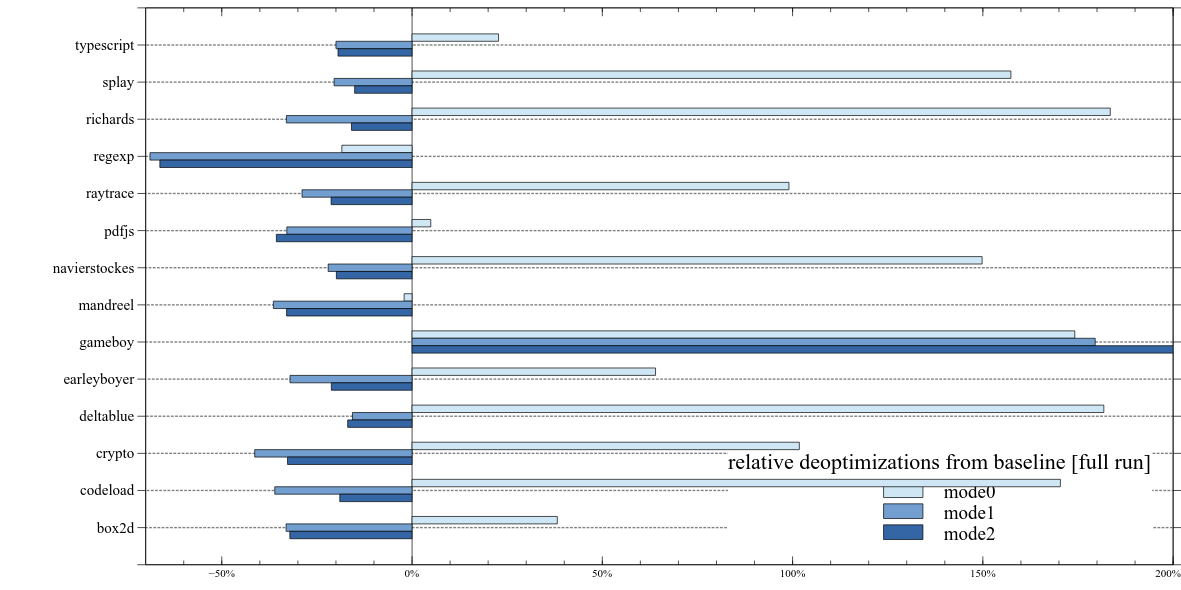 typescript
splay
richards
regexp
raytrace
pdfjs
navierstockes
mandreel
gameboy
earleyboyer
deltablue
crypto
relative deoptimizations from baseline [full run]
codeload
mode0
mode1
box2d
mode2
−50% 0% 50% 100% 150% 200%